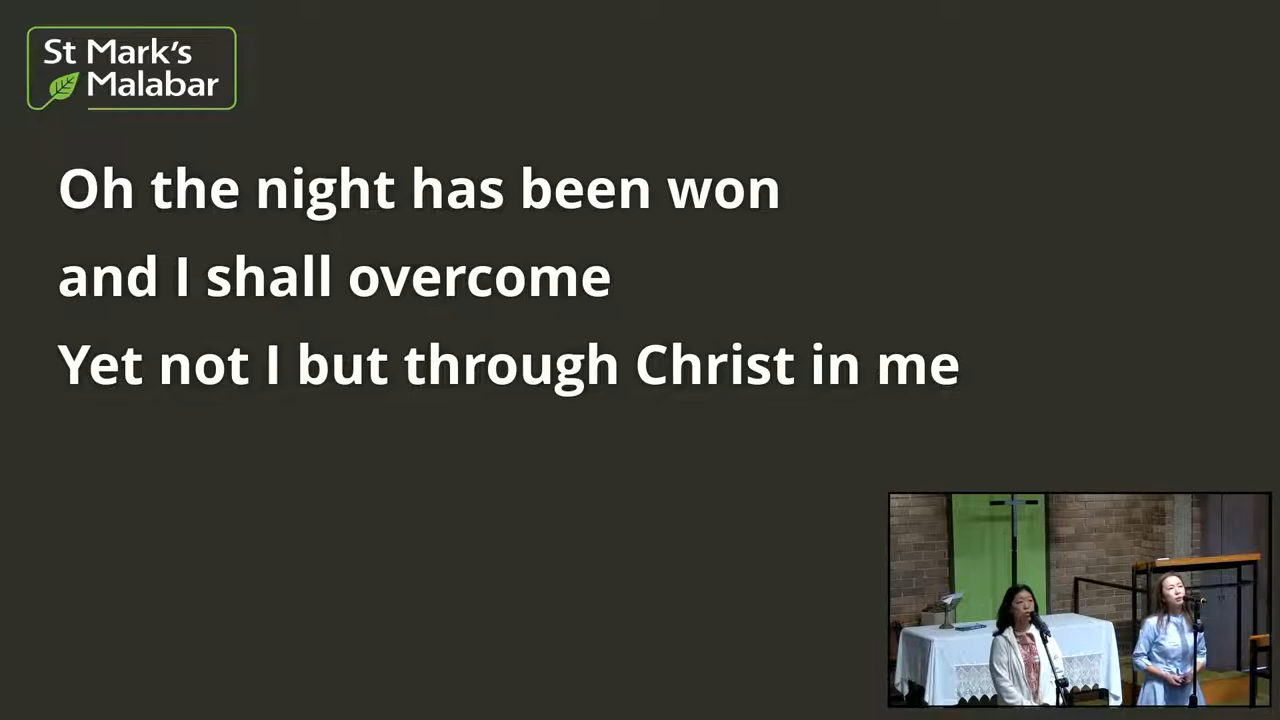 St Mark's
Malabar
Oh the night has been won
and I shall overcome
Yet not I but through Christ in me